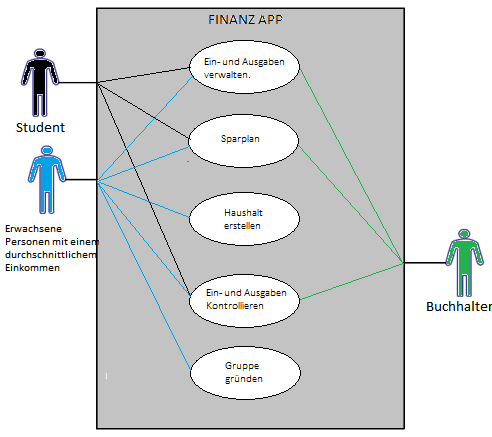 FINANZ APP
Ein- und Ausgaben
verwalten.
Student
Sparplan
Erwachsene
Personen mit einem
durchschnittlichem
Einkommen
Haushalt
erstellen
Ein- und Ausgaben
Kontrollieren
Buchhalter
Gruppe
gründen